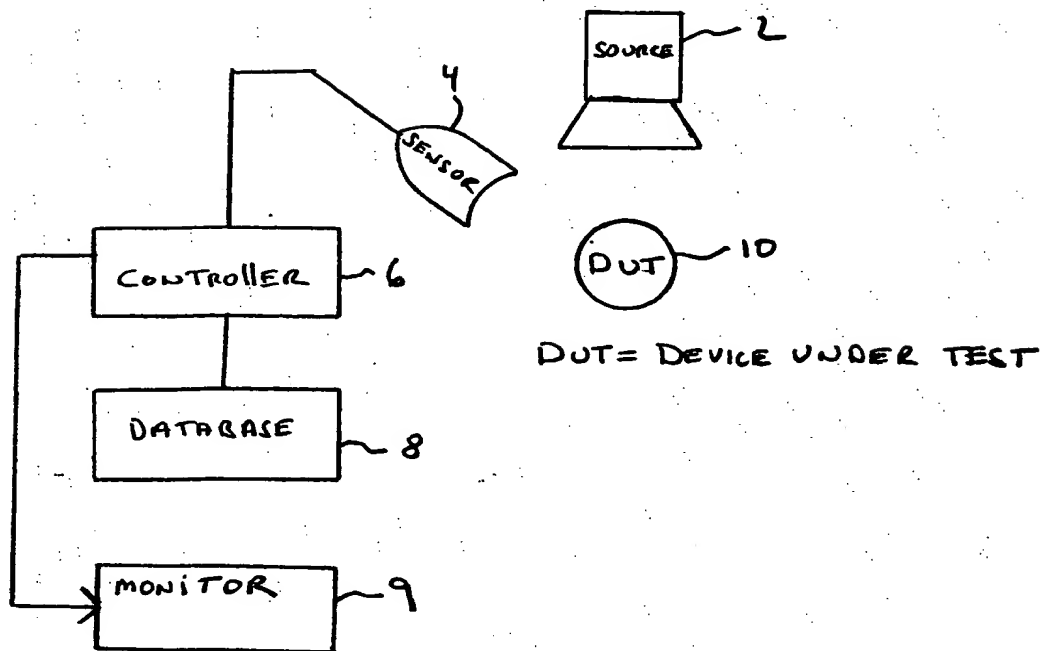 SOURCE
2
4
SENSOR
CONTROllER
6
DUT
10
DUT= DEVICE UNDER TEST
DATABASE
8
MONiTOR
9